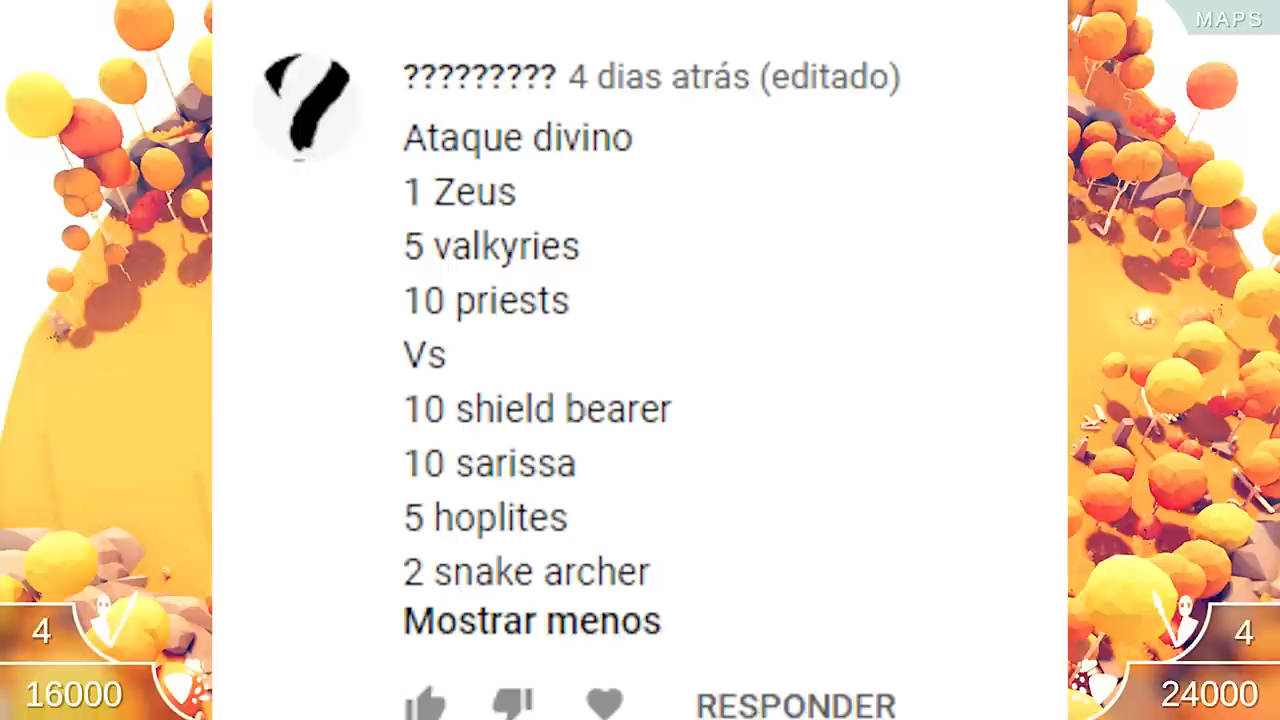 MAPS
????????? 4 dias atrás (editado)
Ataque divino
1 Zeus
5 valkyries
10 priests
Vs
10 shield bearer
10 sarissa
5 hoplites
2 snake archer
Mostrar menos
RESPONDER
4
16000
4
24000